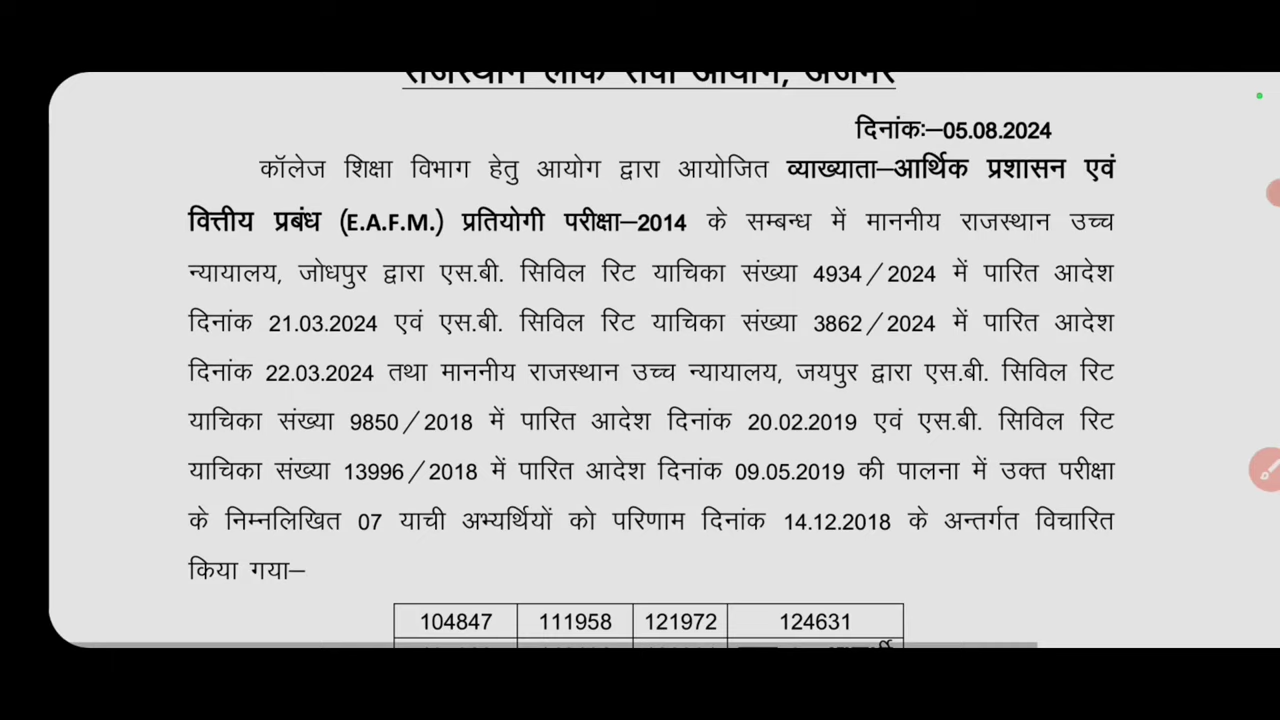 राजस्थान लोक सेवा आयोग, अजमेर
दिनांकः–05.08.2024
कॉलेज शिक्षा विभाग हेतु आयोग द्वारा आयोजित व्याख्याता–आर्थिक प्रशासन एवं
वित्तीय प्रबंध (E.A.F.M.) प्रतियोगी परीक्षा–2014 के सम्बन्ध में माननीय राजस्थान उच्च
न्यायालय, जोधपुर द्वारा एस.बी. सिविल रिट याचिका संख्या 4934/2024 में पारित आदेश
दिनांक 21.03.2024 एवं एस.बी. सिविल रिट याचिका संख्या 3862/2024 में पारित आदेश
दिनांक 22.03.2024 तथा माननीय राजस्थान उच्च न्यायालय, जयपुर द्वारा एस.बी. सिविल रिट
याचिका संख्या 9850/2018 में पारित आदेश दिनांक 20.02.2019 एवं एस.बी. सिविल रिट
याचिका संख्या 13996/2018 में पारित आदेश दिनांक 09.05.2019 की पालना में उक्त परीक्षा
के निम्नलिखित 07 याची अभ्यर्थियों को परिणाम दिनांक 14.12.2018 के अन्तर्गत विचारित
किया गया–
104847 111958 121972 124631